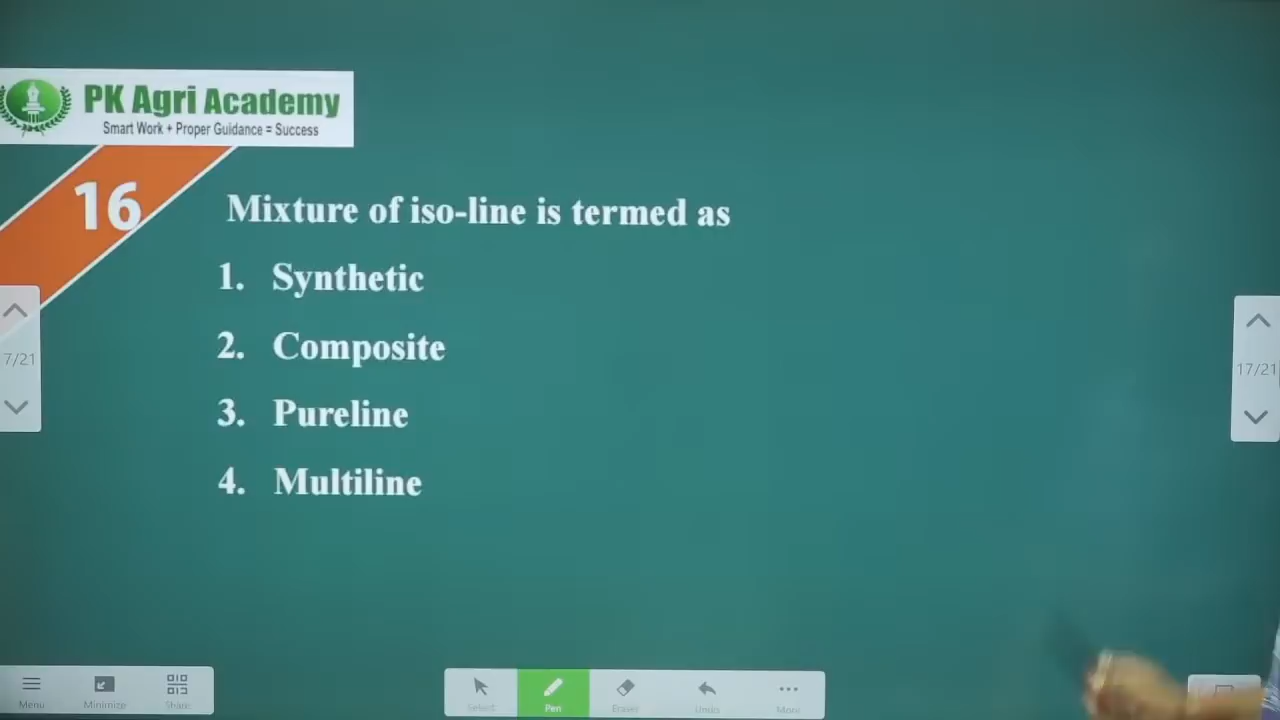 PK Agri Academy
Smart Work + Proper Guidance = Success
16
Mixture of iso-line is termed as
1. Synthetic
2. Composite
3. Pureline
4. Multiline
7/21
17/21
Menu
Minimize
Share
Select
Pen
Eraser
Undo
More